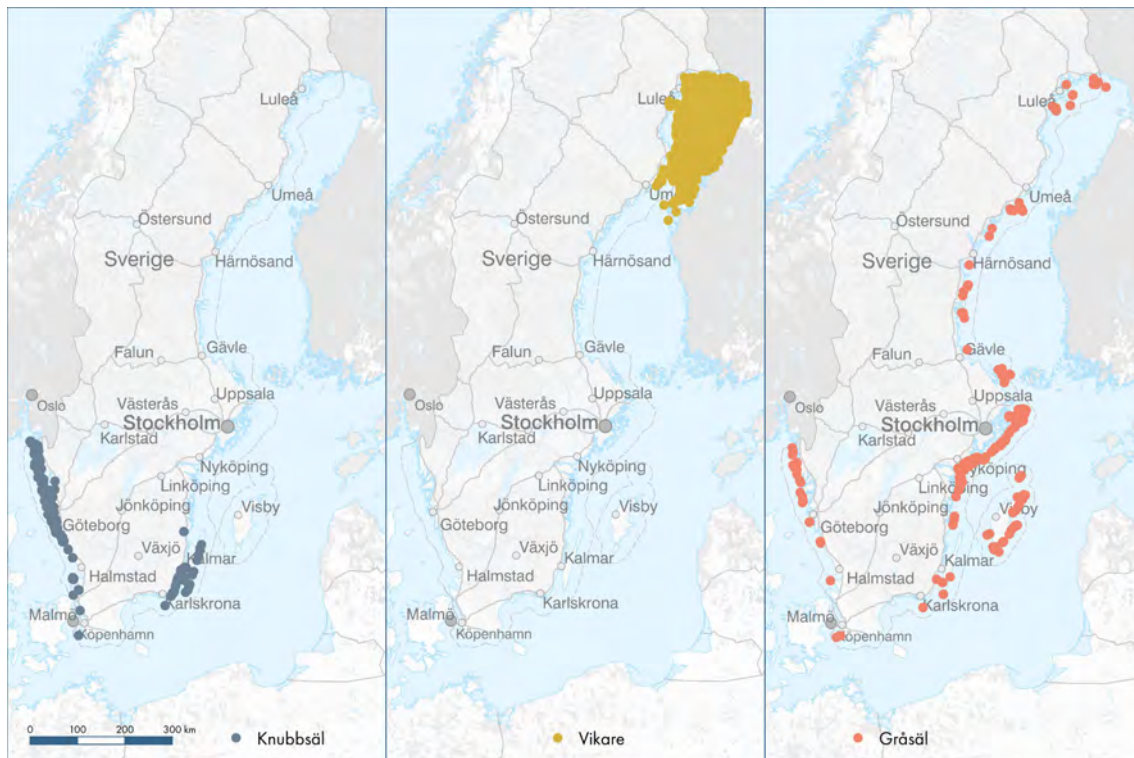 Luleå
Umeå
Östersund
Sverige
Härnösand
Falun
Gävle
Oslo
Uppsala
Västerås
Stockholm
Karlstad
Nyköping
Linköping
Jönköping
Visby
Göteborg
Växjö
Kalmar
Halmstad
Karlskrona
Malmö
Köpenhamn
0 100 200 300 km
Knubbsäl
Luleå
Umeå
Östersund
Sverige
Härnösand
Falun
Gävle
Oslo
Uppsala
Västerås
Stockholm
Karlstad
Nyköping
Linköping
Jönköping
Visby
Göteborg
Växjö
Kalmar
Halmstad
Karlskrona
Malmö
Köpenhamn
Vikare
Luleå
Umeå
Östersund
Sverige
Härnösand
Falun
Gävle
Oslo
Uppsala
Västerås
Stockholm
Karlstad
Nyköping
Linköping
Jönköping
Visby
Göteborg
Växjö
Kalmar
Halmstad
Karlskrona
Malmö
Köpenhamn
Gråsäl